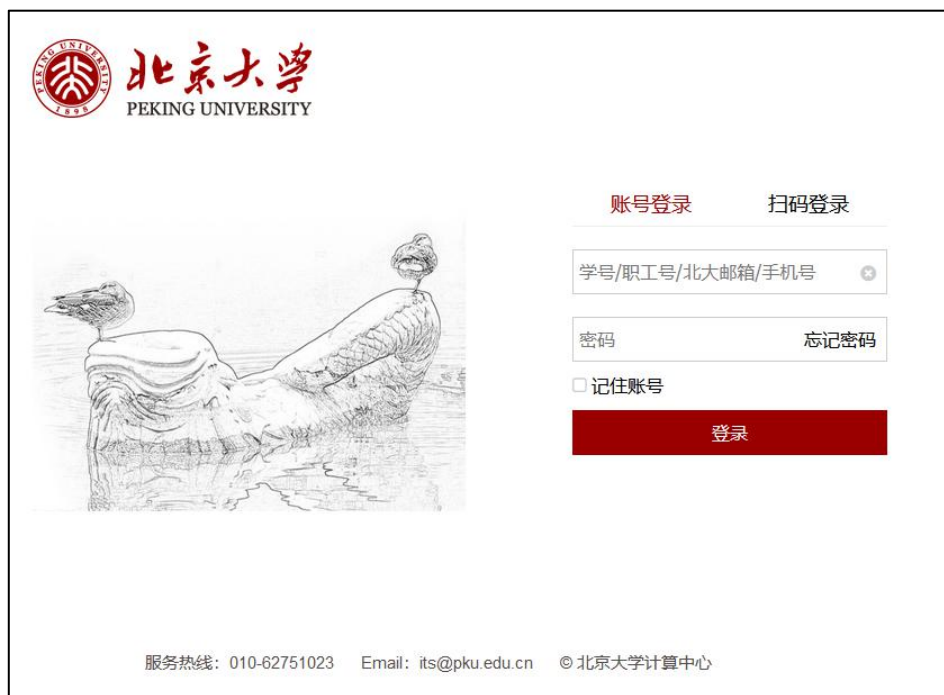 PEKING UNIVERSITY
1898
北京大学
PEKING UNIVERSITY
账号登录 扫码登录
学号/职工号/北大邮箱/手机号
密码 忘记密码
记住账号
登录
服务热线：010-62751023 Email：its@pku.edu.cn ©北京大学计算中心